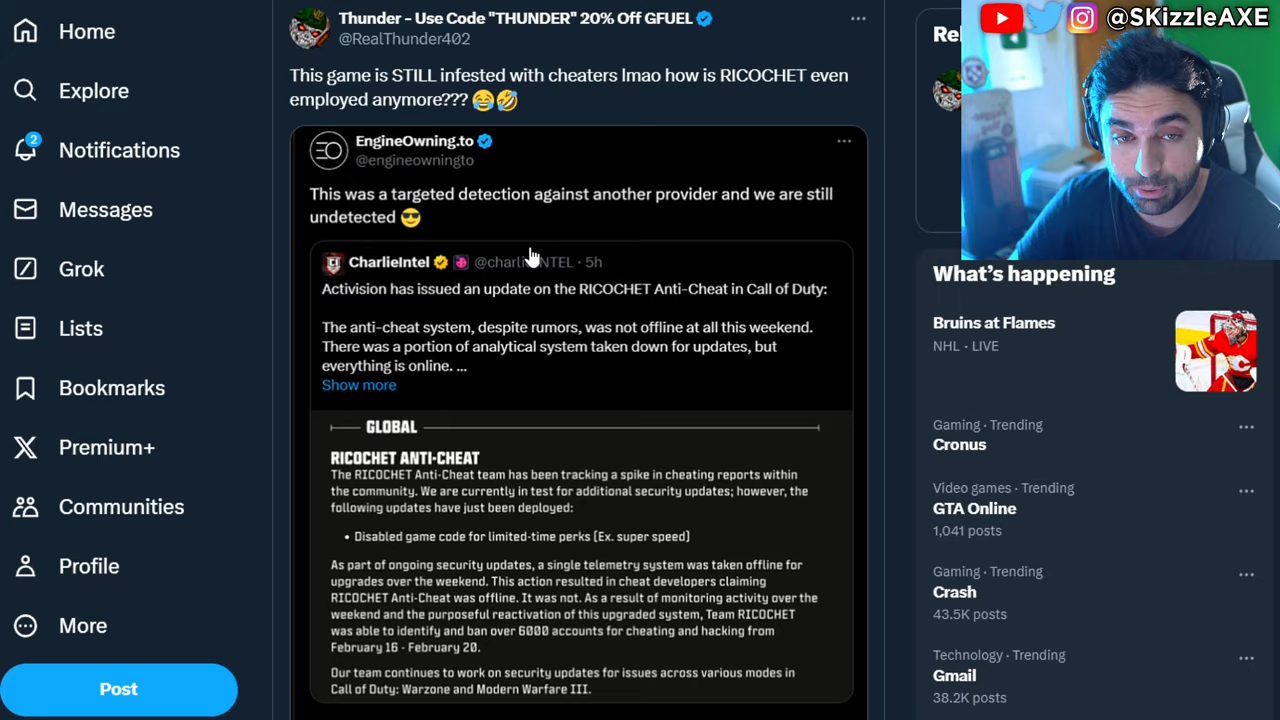 Home
Explore
2
Notifications
Messages
Grok
Lists
Bookmarks
Premium+
Communities
Profile
More
Post
Thunder - Use Code "THUNDER" 20% Off GFUEL
@RealThunder402
This game is STILL infested with cheaters lmao how is RICOCHET even
employed anymore??? 😂🤣
EngineOwning.to
@engineowningto
This was a targeted detection against another provider and we are still
undetected 😎
CharlieIntel
· 5h
Activision has issued an update on the RICOCHET Anti-Cheat in Call of Duty:
The anti-cheat system, despite rumors, was not offline at all this weekend.
There was a portion of analytical system taken down for updates, but
everything is online. ...
Show more
GLOBAL
RICOCHET ANTI-CHEAT
The RICOCHET Anti-Cheat team has been tracking a spike in cheating reports within
the community. We are currently in test for additional security updates; however, the
following updates have just been deployed:
• Disabled game code for limited-time perks (Ex. super speed)
As part of ongoing security updates, a single telemetry system was taken offline for
upgrades over the weekend. This action resulted in cheat developers claiming
RICOCHET Anti-Cheat was offline. It was not. As a result of monitoring activity over the
weekend and the purposeful reactivation of this upgraded system, Team RICOCHET
was able to identify and ban over 6000 accounts for cheating and hacking from
February 16 - February 20.
Our team continues to work on security updates for issues across various modes in
Call of Duty: Warzone and Modern Warfare III.
@SKizzleAXE
What's happening
Bruins at Flames
NHL · LIVE
Gaming · Trending
Cronus
Video games · Trending
GTA Online
1,041 posts
Gaming · Trending
Crash
43.5K posts
Technology · Trending
Gmail
38.2K posts